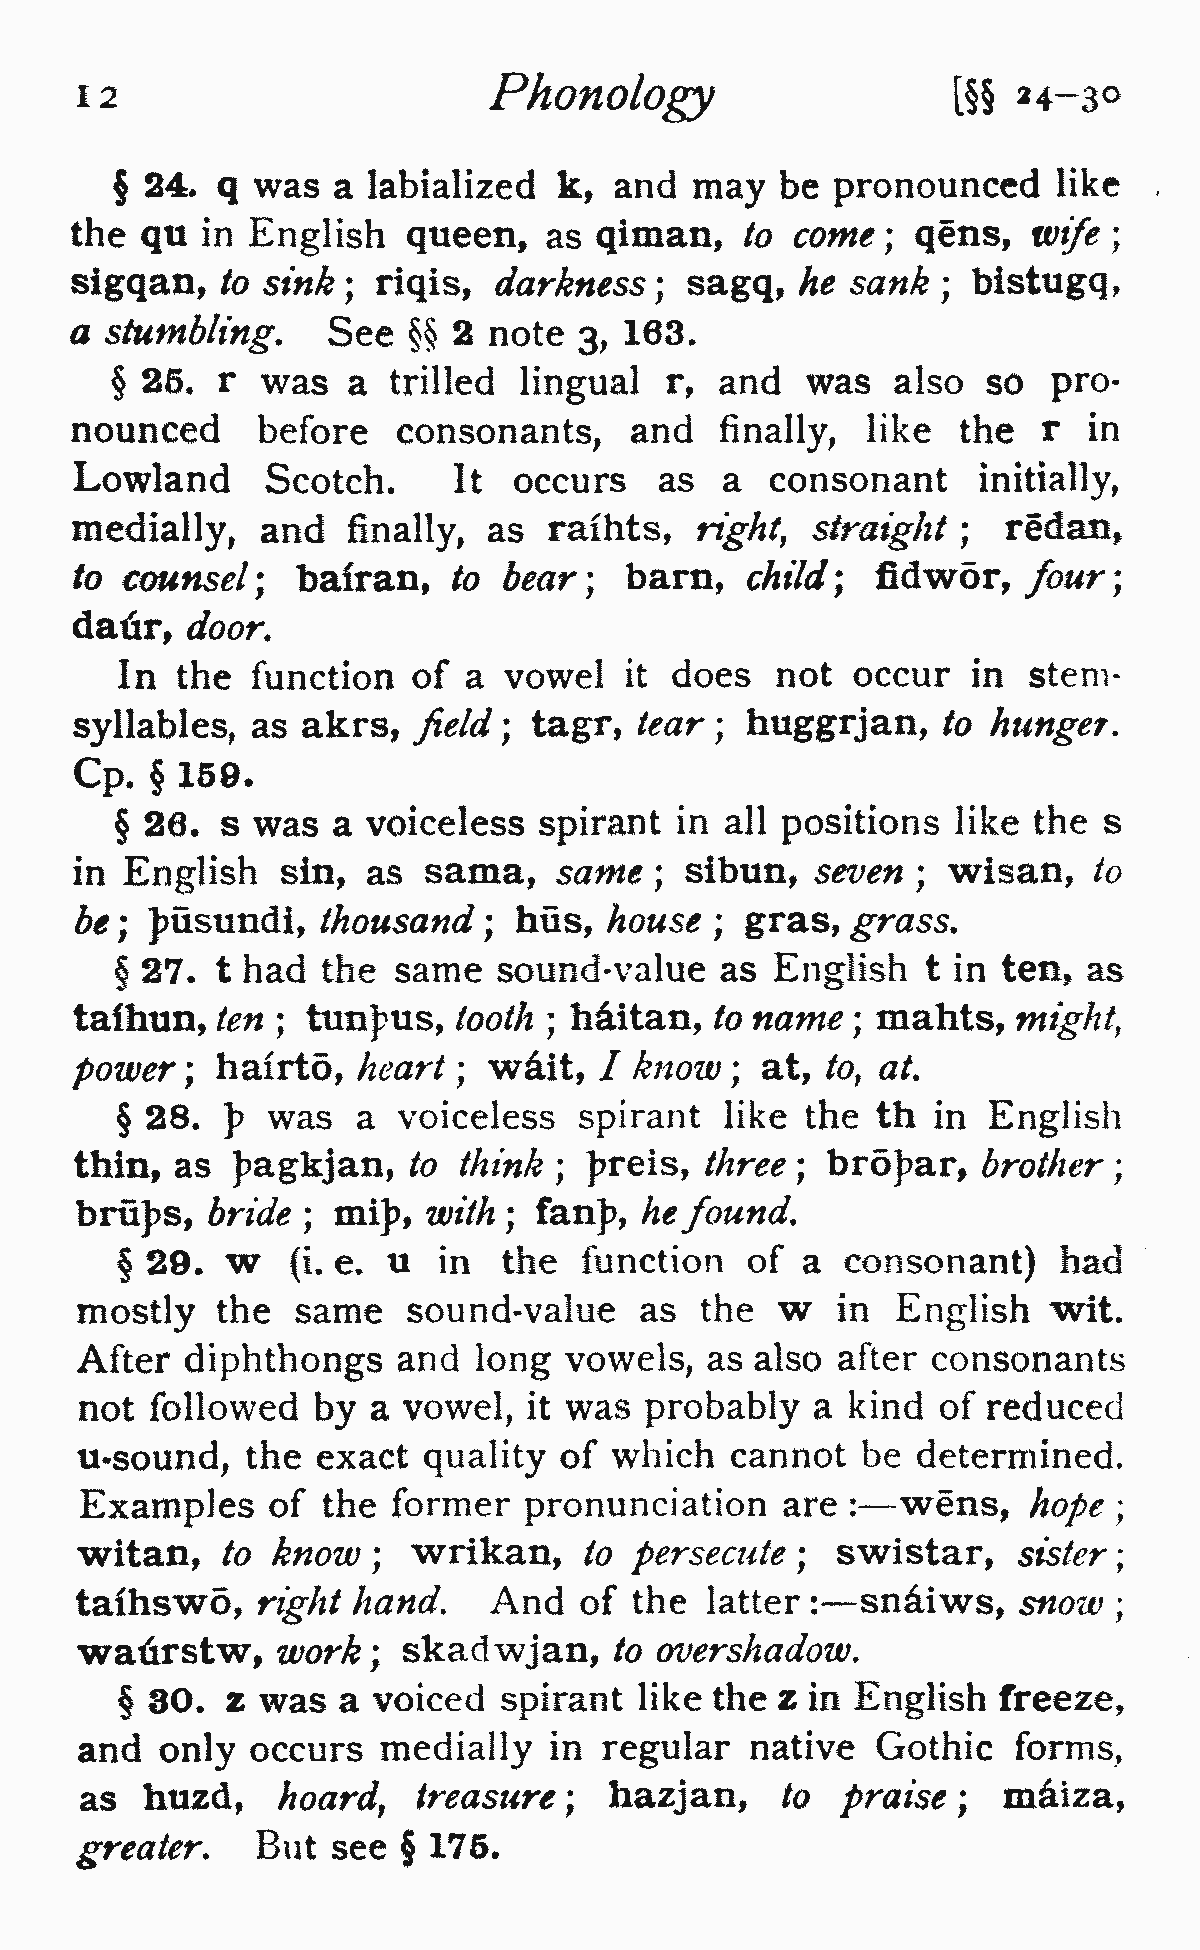 12 Phonology [§§ 24–30
§ 24. q was a labialized k, and may be pronounced like
the qu in English queen, as qiman, to come ; qēns, wife ;
sigqan, to sink ; riqis, darkness ; sagq, he sank ; bistugq,
a stumbling. See §§ 2 note 3, 163.
§ 25. r was a trilled lingual r, and was also so pro-
nounced before consonants, and finally, like the r in
Lowland Scotch. It occurs as a consonant initially,
medially, and finally, as raíhts, right, straight ; rēdan,
to counsel ; baíran, to bear ; barn, child ; fidwōr, four ;
daúr, door.
In the function of a vowel it does not occur in stem-
syllables, as akrs, field ; tagr, tear ; huggrjan, to hunger.
Cp. § 159.
§ 26. s was a voiceless spirant in all positions like the s
in English sin, as sama, same ; sibun, seven ; wisan, to
be ; þūsundi, thousand ; hūs, house ; gras, grass.
§ 27. t had the same sound-value as English t in ten, as
taíhun, ten ; tunþus, tooth ; háitan, to name ; mahts, might,
power ; haírtō, heart ; wáit, I know ; at, to, at.
§ 28. þ was a voiceless spirant like the th in English
thin, as þagkjan, to think ; þreis, three ; brōþar, brother ;
brūþs, bride ; miþ, with ; fanþ, he found.
§ 29. w (i. e. u in the function of a consonant) had
mostly the same sound-value as the w in English wit.
After diphthongs and long vowels, as also after consonants
not followed by a vowel, it was probably a kind of reduced
u-sound, the exact quality of which cannot be determined.
Examples of the former pronunciation are :—wēns, hope ;
witan, to know ; wrikan, to persecute ; swistar, sister ;
taíhswō, right hand. And of the latter :—snáiws, snow ;
waúrstw, work ; skadwjan, to overshadow.
§ 30. z was a voiced spirant like the z in English freeze,
and only occurs medially in regular native Gothic forms,
as huzd, hoard, treasure ; hazjan, to praise ; máiza,
greater. But see § 175.